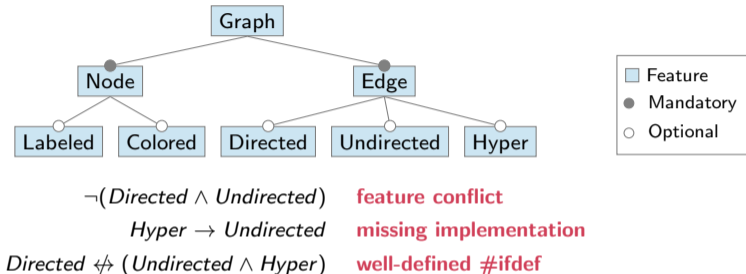 Graph
Node Edge
Feature
Mandatory
Optional
Labeled Colored Directed Undirected Hyper
¬(Directed ∧ Undirected) feature conflict
Hyper → Undirected missing implementation
Directed ↮ (Undirected ∧ Hyper) well-defined #ifdef